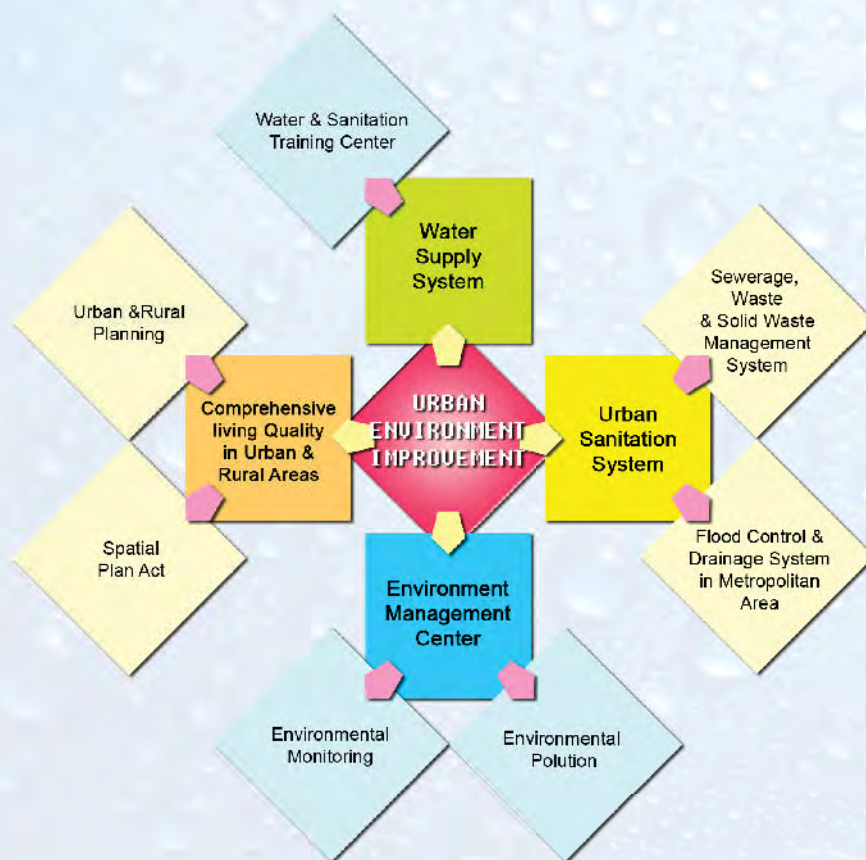 Water & Sanitation
Training Center
Water
Supply
System
Urban &Rural
Planning
Sewerage,
Waste
& Solid Waste
Management
System
Comprehensive
living Quality
in Urban &
Rural Areas
URBAN
ENVIRONMENT
IMPROVEMENT
Urban
Sanitation
System
Spatial
Plan Act
Flood Control &
Drainage System
in Metropolitan
Area
Environment
Management
Center
Environmental
Monitoring
Environmental
Polution